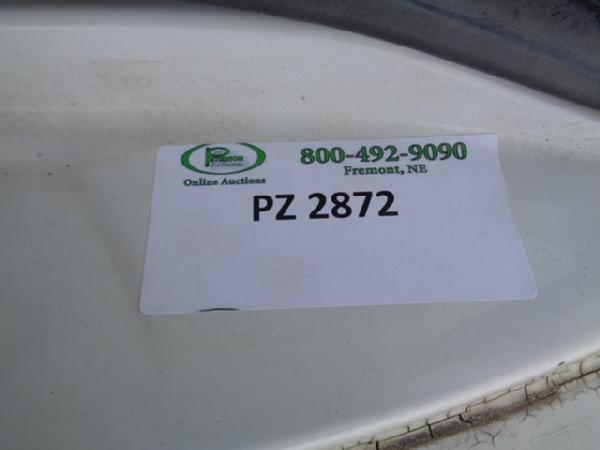 800-492-9090
Fremont, NE
Online Auctions
PZ 2872